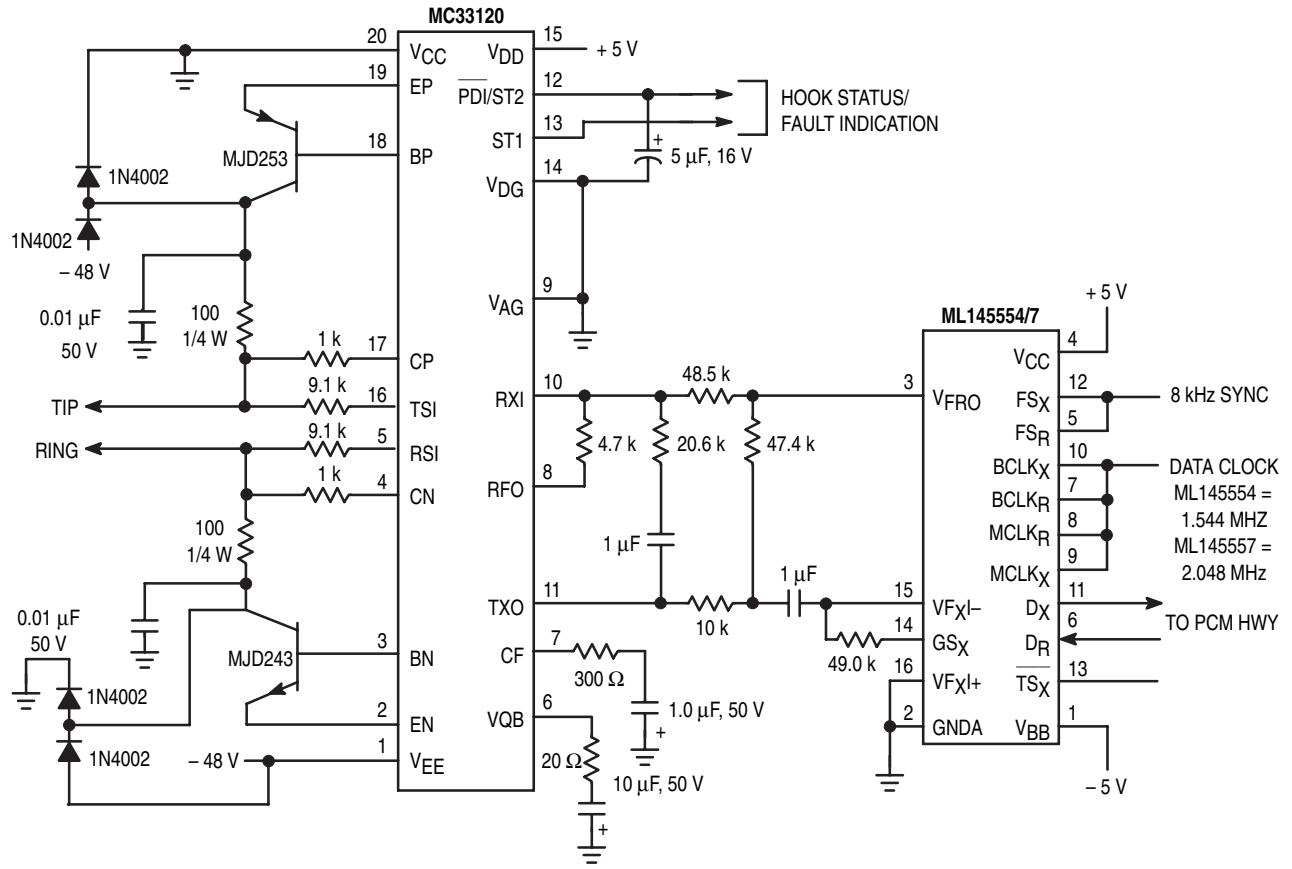 MC33120
20
VCC
15
VDD
+ 5 V
19
EP
12
PDI/ST2
HOOK STATUS/
FAULT INDICATION
13
ST1
+
5 μF, 16 V
18
BP
MJD253
14
VDG
1N4002
1N4002
– 48 V
0.01 μF
50 V
100
1/4 W
9
VAG
1 k
17
CP
9.1 k
16
TSI
TIP
RING
9.1 k
5
RSI
1 k
4
CN
100
1/4 W
10
RXI
48.5 k
4.7 k
20.6 k
47.4 k
8
RFO
1 μF
1 μF
11
TXO
10 k
49.0 k
0.01 μF
50 V
MJD243
3
BN
7
CF
300 Ω
1.0 μF, 50 V
+
1N4002
1N4002
2
EN
6
VQB
20 Ω
10 μF, 50 V
+
– 48 V
1
VEE
ML145554/7
+ 5 V
4
VCC
3
VFRO
12
FSX
8 kHz SYNC
5
FSR
10
BCLKX
DATA CLOCK
ML145554 =
1.544 MHZ
ML145557 =
2.048 MHz
7
BCLKR
8
MCLKR
9
MCLKX
15
VFXI–
11
DX
TO PCM HWY
14
GSX
6
DR
16
VFXI+
13
TSX
2
GNDA
1
VBB
– 5 V